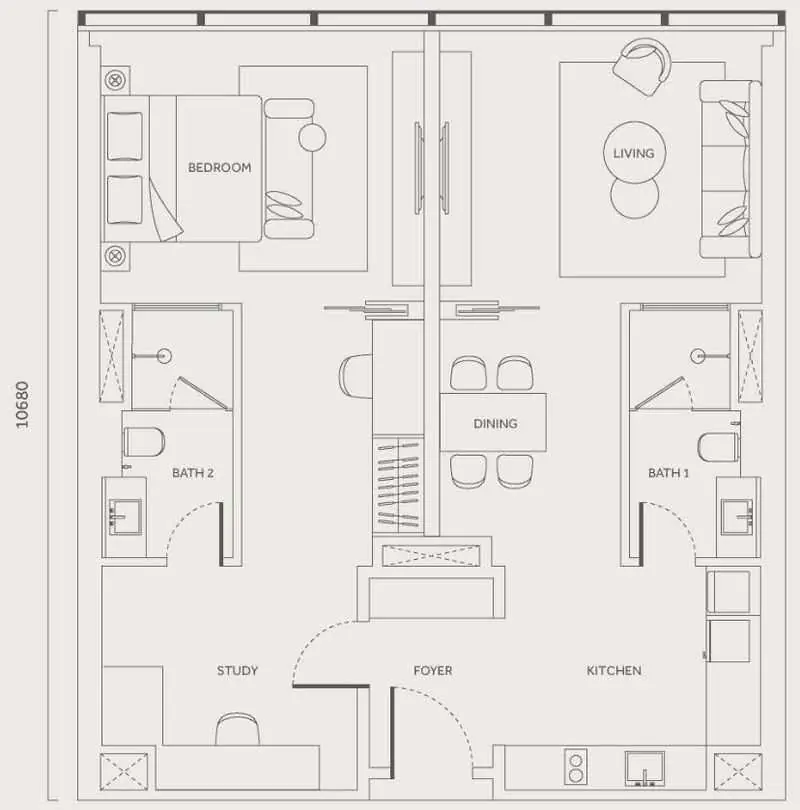 BEDROOM
LIVING
10680
DINING
BATH 2
BATH 1
STUDY
FOYER
KITCHEN